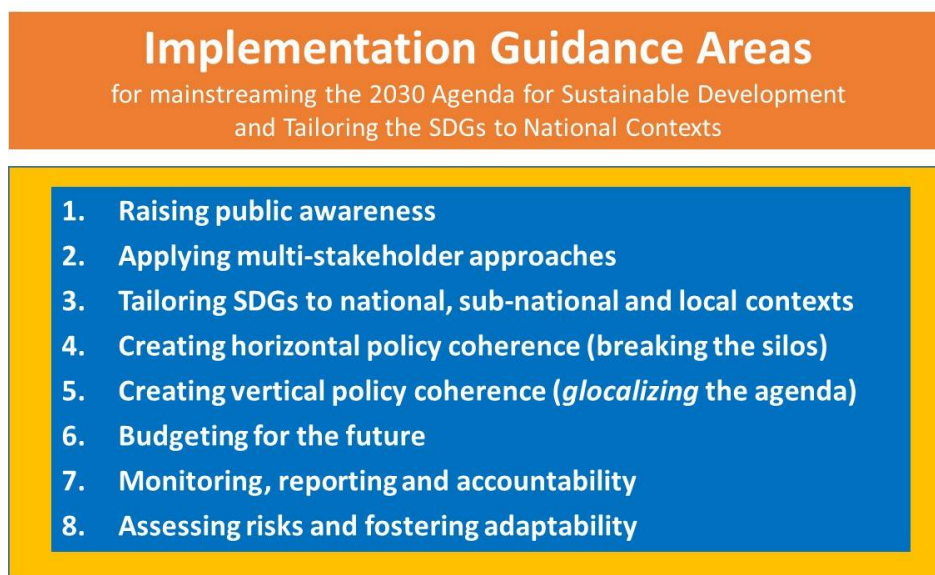 Implementation Guidance Areas
for mainstreaming the 2030 Agenda for Sustainable Development
and Tailoring the SDGs to National Contexts
1. Raising public awareness
2. Applying multi-stakeholder approaches
3. Tailoring SDGs to national, sub-national and local contexts
4. Creating horizontal policy coherence (breaking the silos)
5. Creating vertical policy coherence (glocalizing the agenda)
6. Budgeting for the future
7. Monitoring, reporting and accountability
8. Assessing risks and fostering adaptability